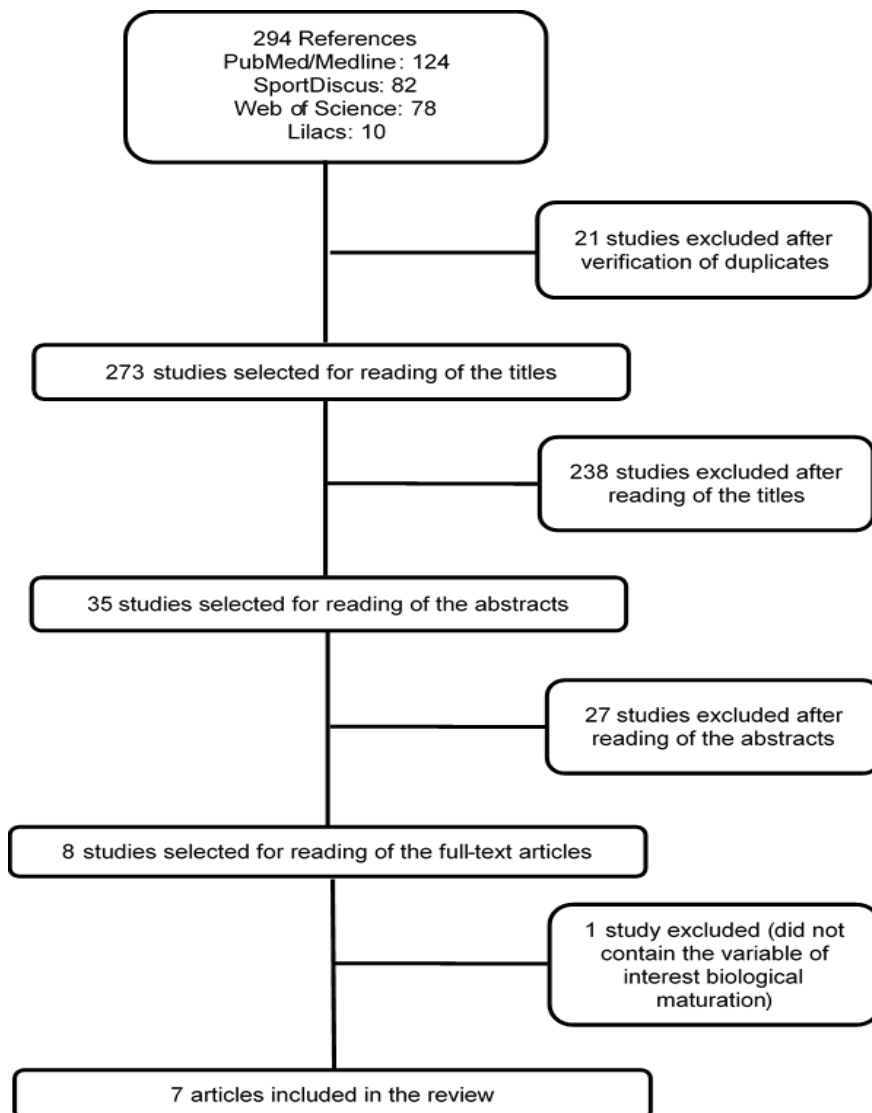 294 References
PubMed/Medline: 124
SportDiscus: 82
Web of Science: 78
Lilacs: 10
21 studies excluded after
verification of duplicates
273 studies selected for reading of the titles
238 studies excluded after
reading of the titles
35 studies selected for reading of the abstracts
27 studies excluded after
reading of the abstracts
8 studies selected for reading of the full-text articles
1 study excluded (did not
contain the variable of
interest biological
maturation)
7 articles included in the review